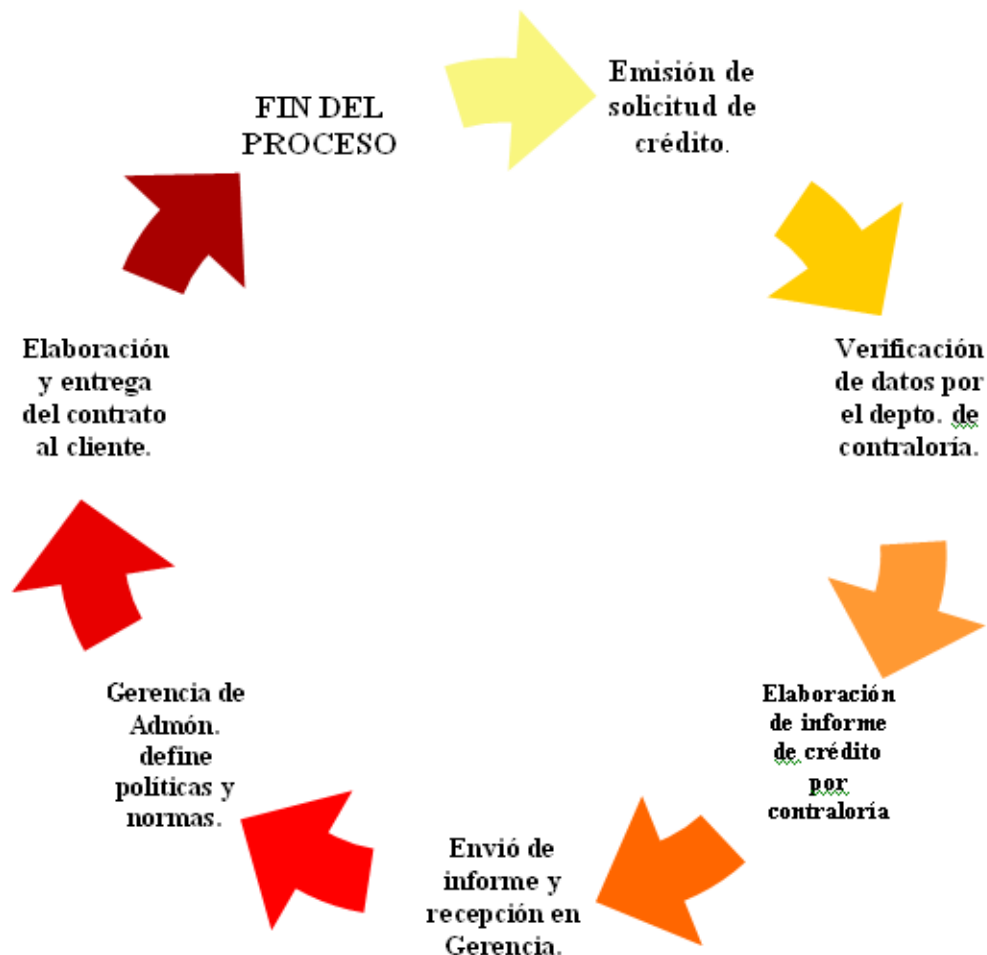 FIN DEL
PROCESO
Emisión de
solicitud de
crédito.
Verificación
de datos por
el depto. de
contraloría.
Elaboración
de informe
de crédito
por
contraloría
Envió de
informe y
recepción en
Gerencia.
Gerencia de
Admón.
define
políticas y
normas.
Elaboración
y entrega
del contrato
al cliente.